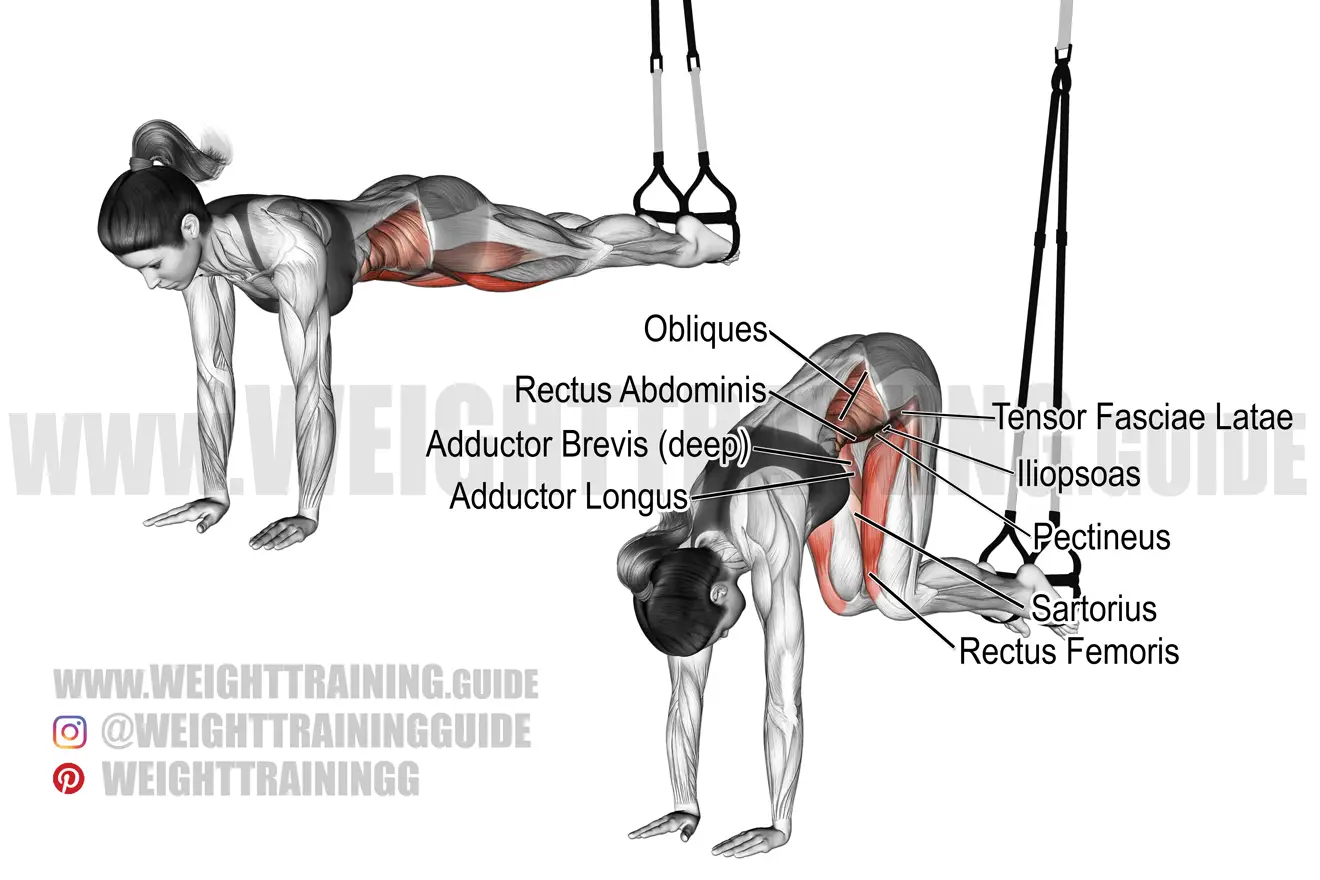 Obliques
Rectus Abdominis
Adductor Brevis (deep)
Adductor Longus
Tensor Fasciae Latae
Iliopsoas
Pectineus
Sartorius
Rectus Femoris
www.WEIGHTTRAINING.GUIDE
WWW.WEIGHTTRAINING.GUIDE
@WEIGHTTRAININGGUIDE
WEIGHTTRAININGG